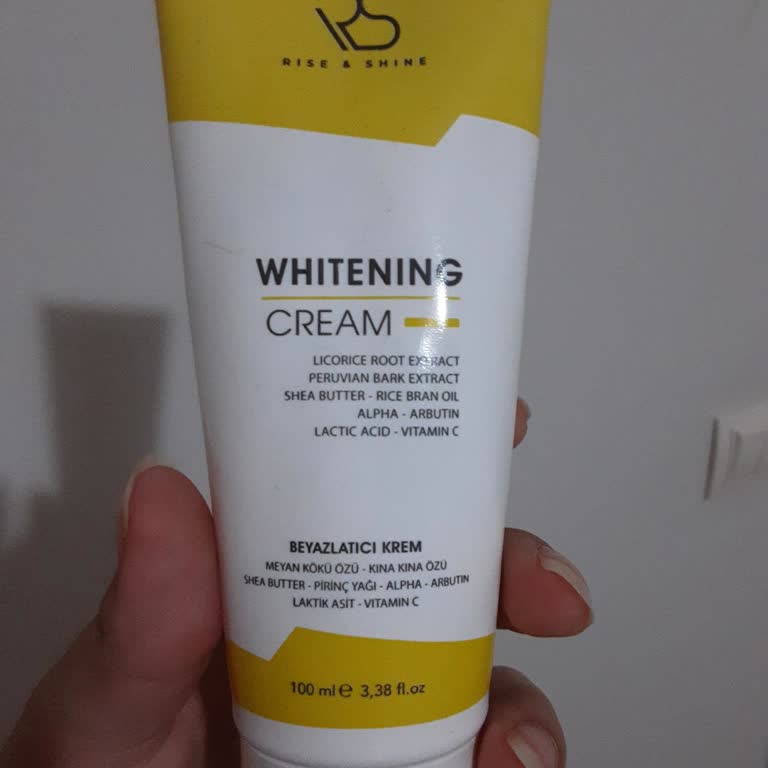 RISE & SHINE
WHITENING
CREAM
LICORICE ROOT EXTRACT
PERUVIAN BARK EXTRACT
SHEA BUTTER - RICE BRAN OIL
ALPHA - ARBUTIN
LACTIC ACID - VITAMIN C
BEYAZLATICI KREM
MEYAN KÖKÜ ÖZÜ - KINA KINA ÖZÜ
SHEA BUTTER - PİRİNÇ YAĞI - ALPHA - ARBUTIN
LAKTİK ASİT - VITAMIN C
100 ml e 3,38 fl.oz